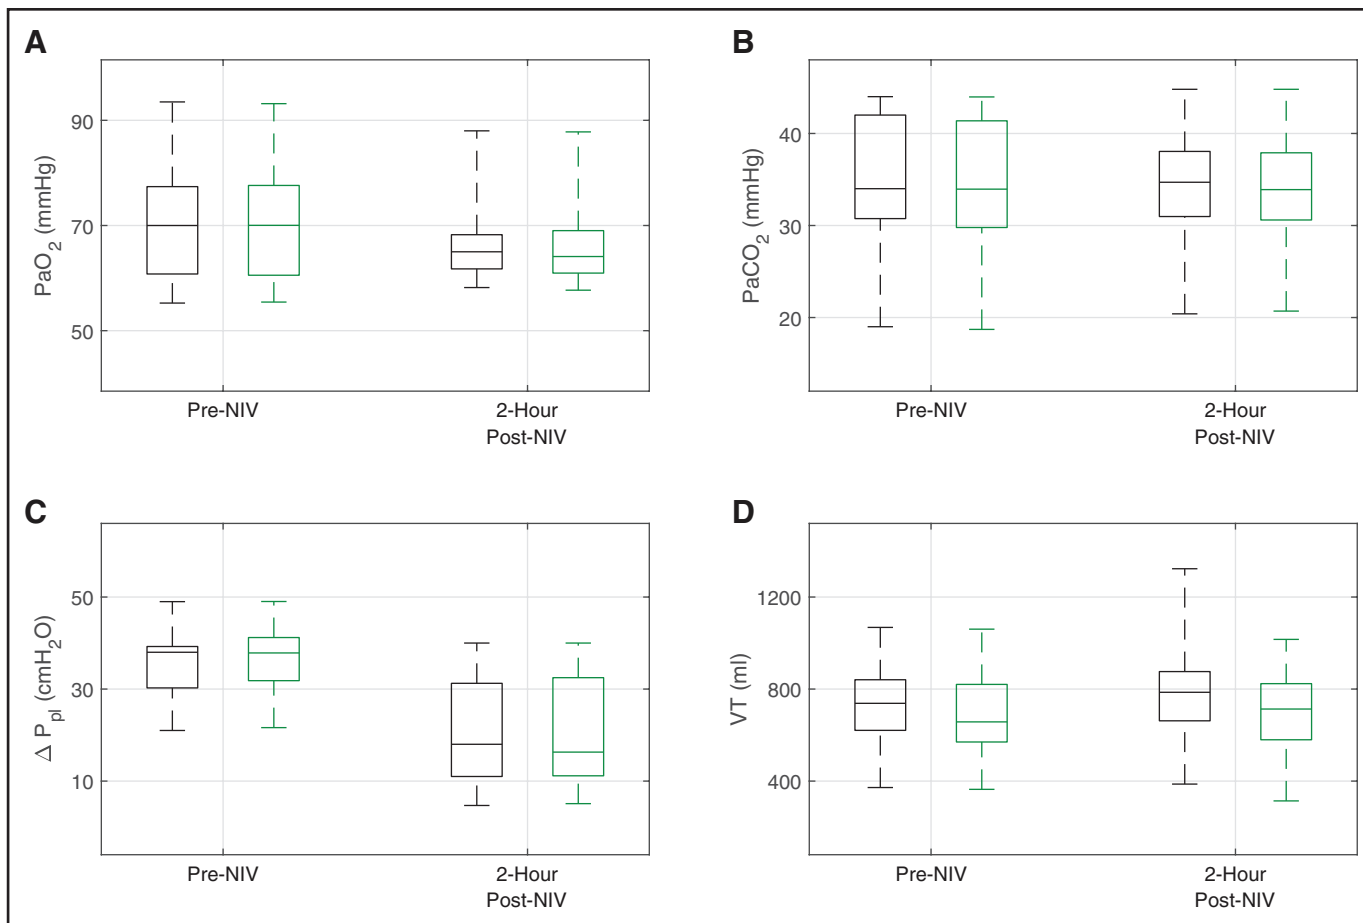 A
PaO2 (mmHg)
90
70
50
Pre-NIV
2-Hour
Post-NIV
B
PaCO2 (mmHg)
40
30
20
Pre-NIV
2-Hour
Post-NIV
C
Δ Ppl (cmH2O)
50
30
10
Pre-NIV
2-Hour
Post-NIV
D
VT (ml)
1200
800
400
Pre-NIV
2-Hour
Post-NIV